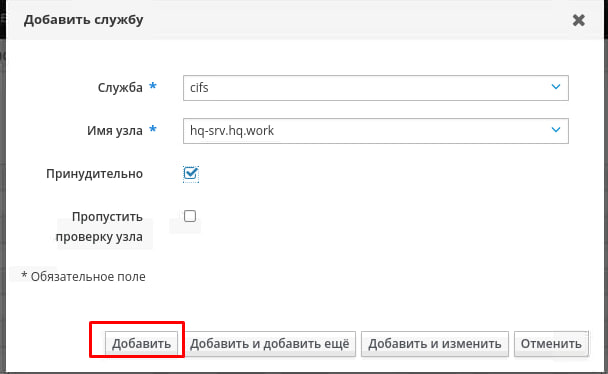 Добавить службу
Служба *
cifs
Имя узла *
hq-srv.hq.work
Принудительно
Пропустить
проверку узла
* Обязательное поле
Добавить
Добавить и добавить ещё
Добавить и изменить
Отменить